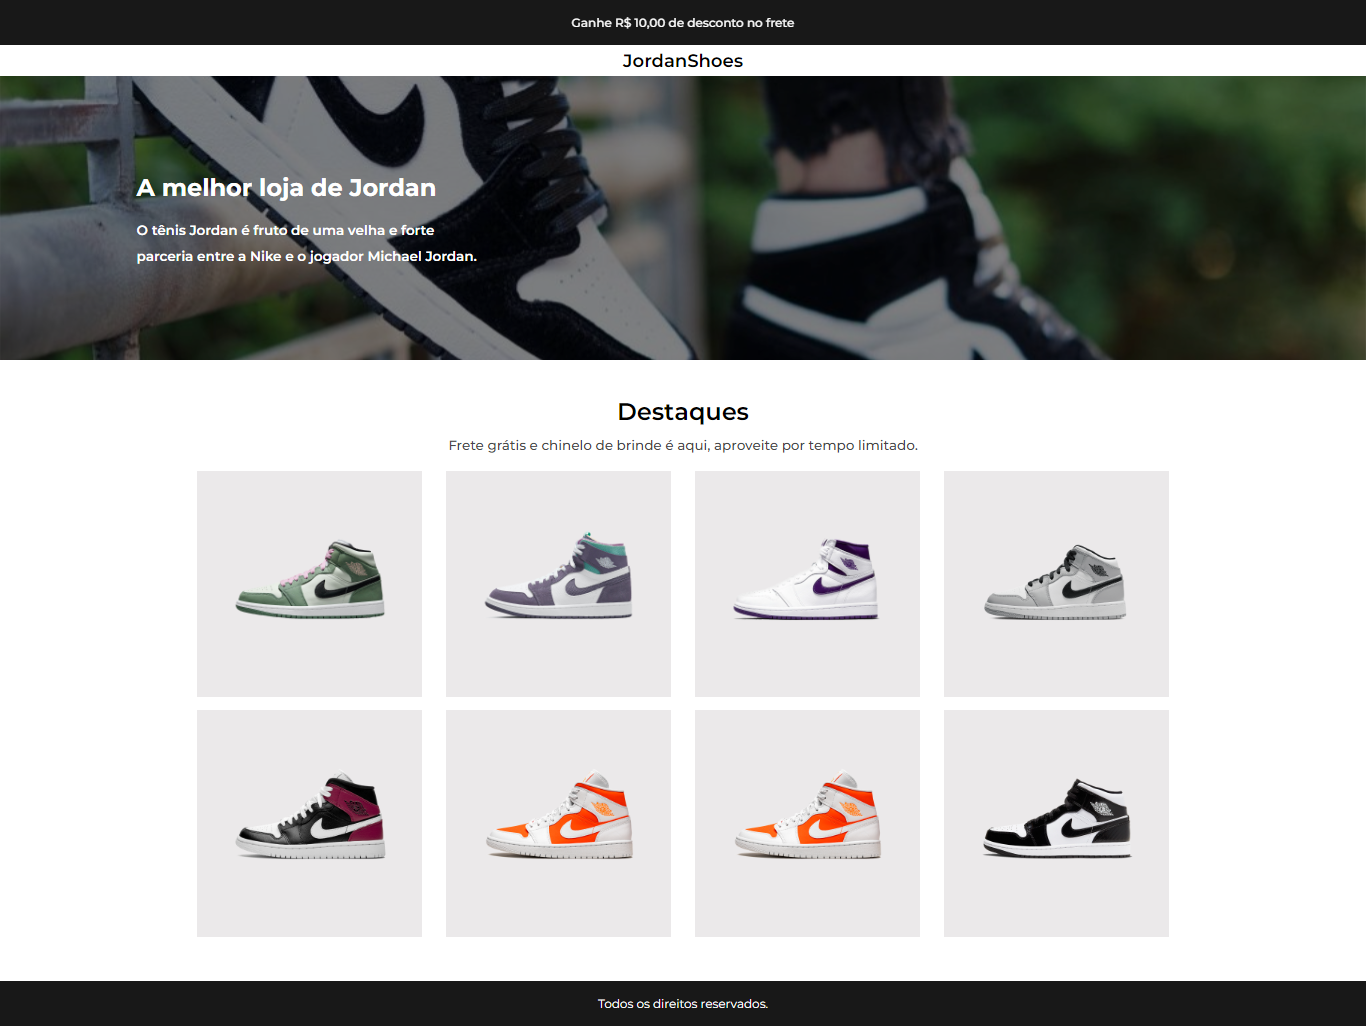 Ganhe R$ 10,00 de desconto no frete
JordanShoes
A melhor loja de Jordan
O tênis Jordan é fruto de uma velha e forte
parceria entre a Nike e o jogador Michael Jordan.
Destaques
Frete grátis e chinelo de brinde é aqui, aproveite por tempo limitado.
Todos os direitos reservados.